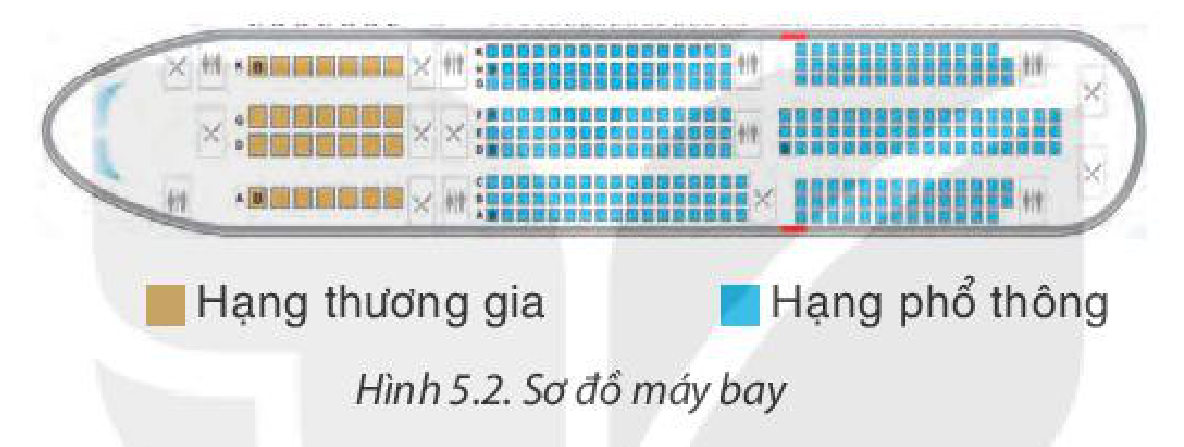 K
G
D
A
K
H
G
F
E
D
C
B
A
Hạng thương gia
Hạng phổ thông
Hình 5.2. Sơ đồ máy bay